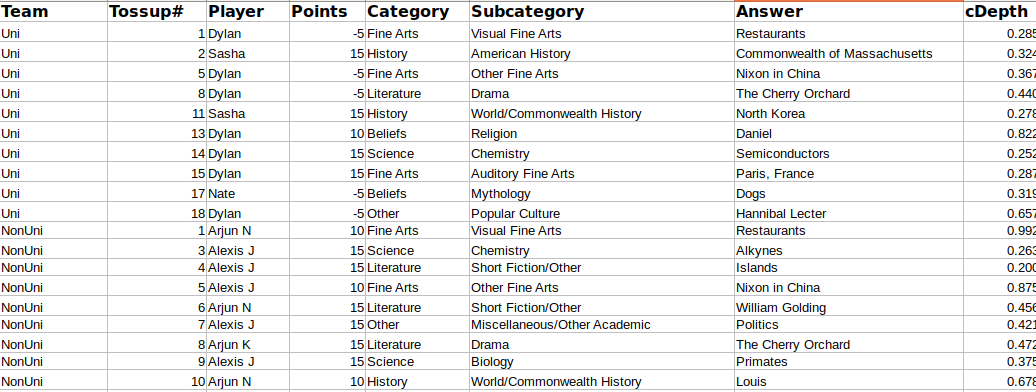 Team Tossup# Player Points Category Subcategory Answer cDepth
Uni 1 Dylan -5 Fine Arts Visual Fine Arts Restaurants 0.285
Uni 2 Sasha 15 History American History Commonwealth of Massachusetts 0.324
Uni 5 Dylan -5 Fine Arts Other Fine Arts Nixon in China 0.367
Uni 8 Dylan -5 Literature Drama The Cherry Orchard 0.440
Uni 11 Sasha 15 History World/Commonwealth History North Korea 0.278
Uni 13 Dylan 10 Beliefs Religion Daniel 0.822
Uni 14 Dylan 15 Science Chemistry Semiconductors 0.252
Uni 15 Dylan 15 Fine Arts Auditory Fine Arts Paris, France 0.287
Uni 17 Nate -5 Beliefs Mythology Dogs 0.319
Uni 18 Dylan -5 Other Popular Culture Hannibal Lecter 0.657
NonUni 1 Arjun N 10 Fine Arts Visual Fine Arts Restaurants 0.992
NonUni 3 Alexis J 15 Science Chemistry Alkynes 0.263
NonUni 4 Alexis J 15 Literature Short Fiction/Other Islands 0.200
NonUni 5 Alexis J 10 Fine Arts Other Fine Arts Nixon in China 0.875
NonUni 6 Arjun N 15 Literature Short Fiction/Other William Golding 0.456
NonUni 7 Alexis J 15 Other Miscellaneous/Other Academic Politics 0.421
NonUni 8 Arjun K 15 Literature Drama The Cherry Orchard 0.472
NonUni 9 Alexis J 15 Science Biology Primates 0.375
NonUni 10 Arjun N 10 History World/Commonwealth History Louis 0.678